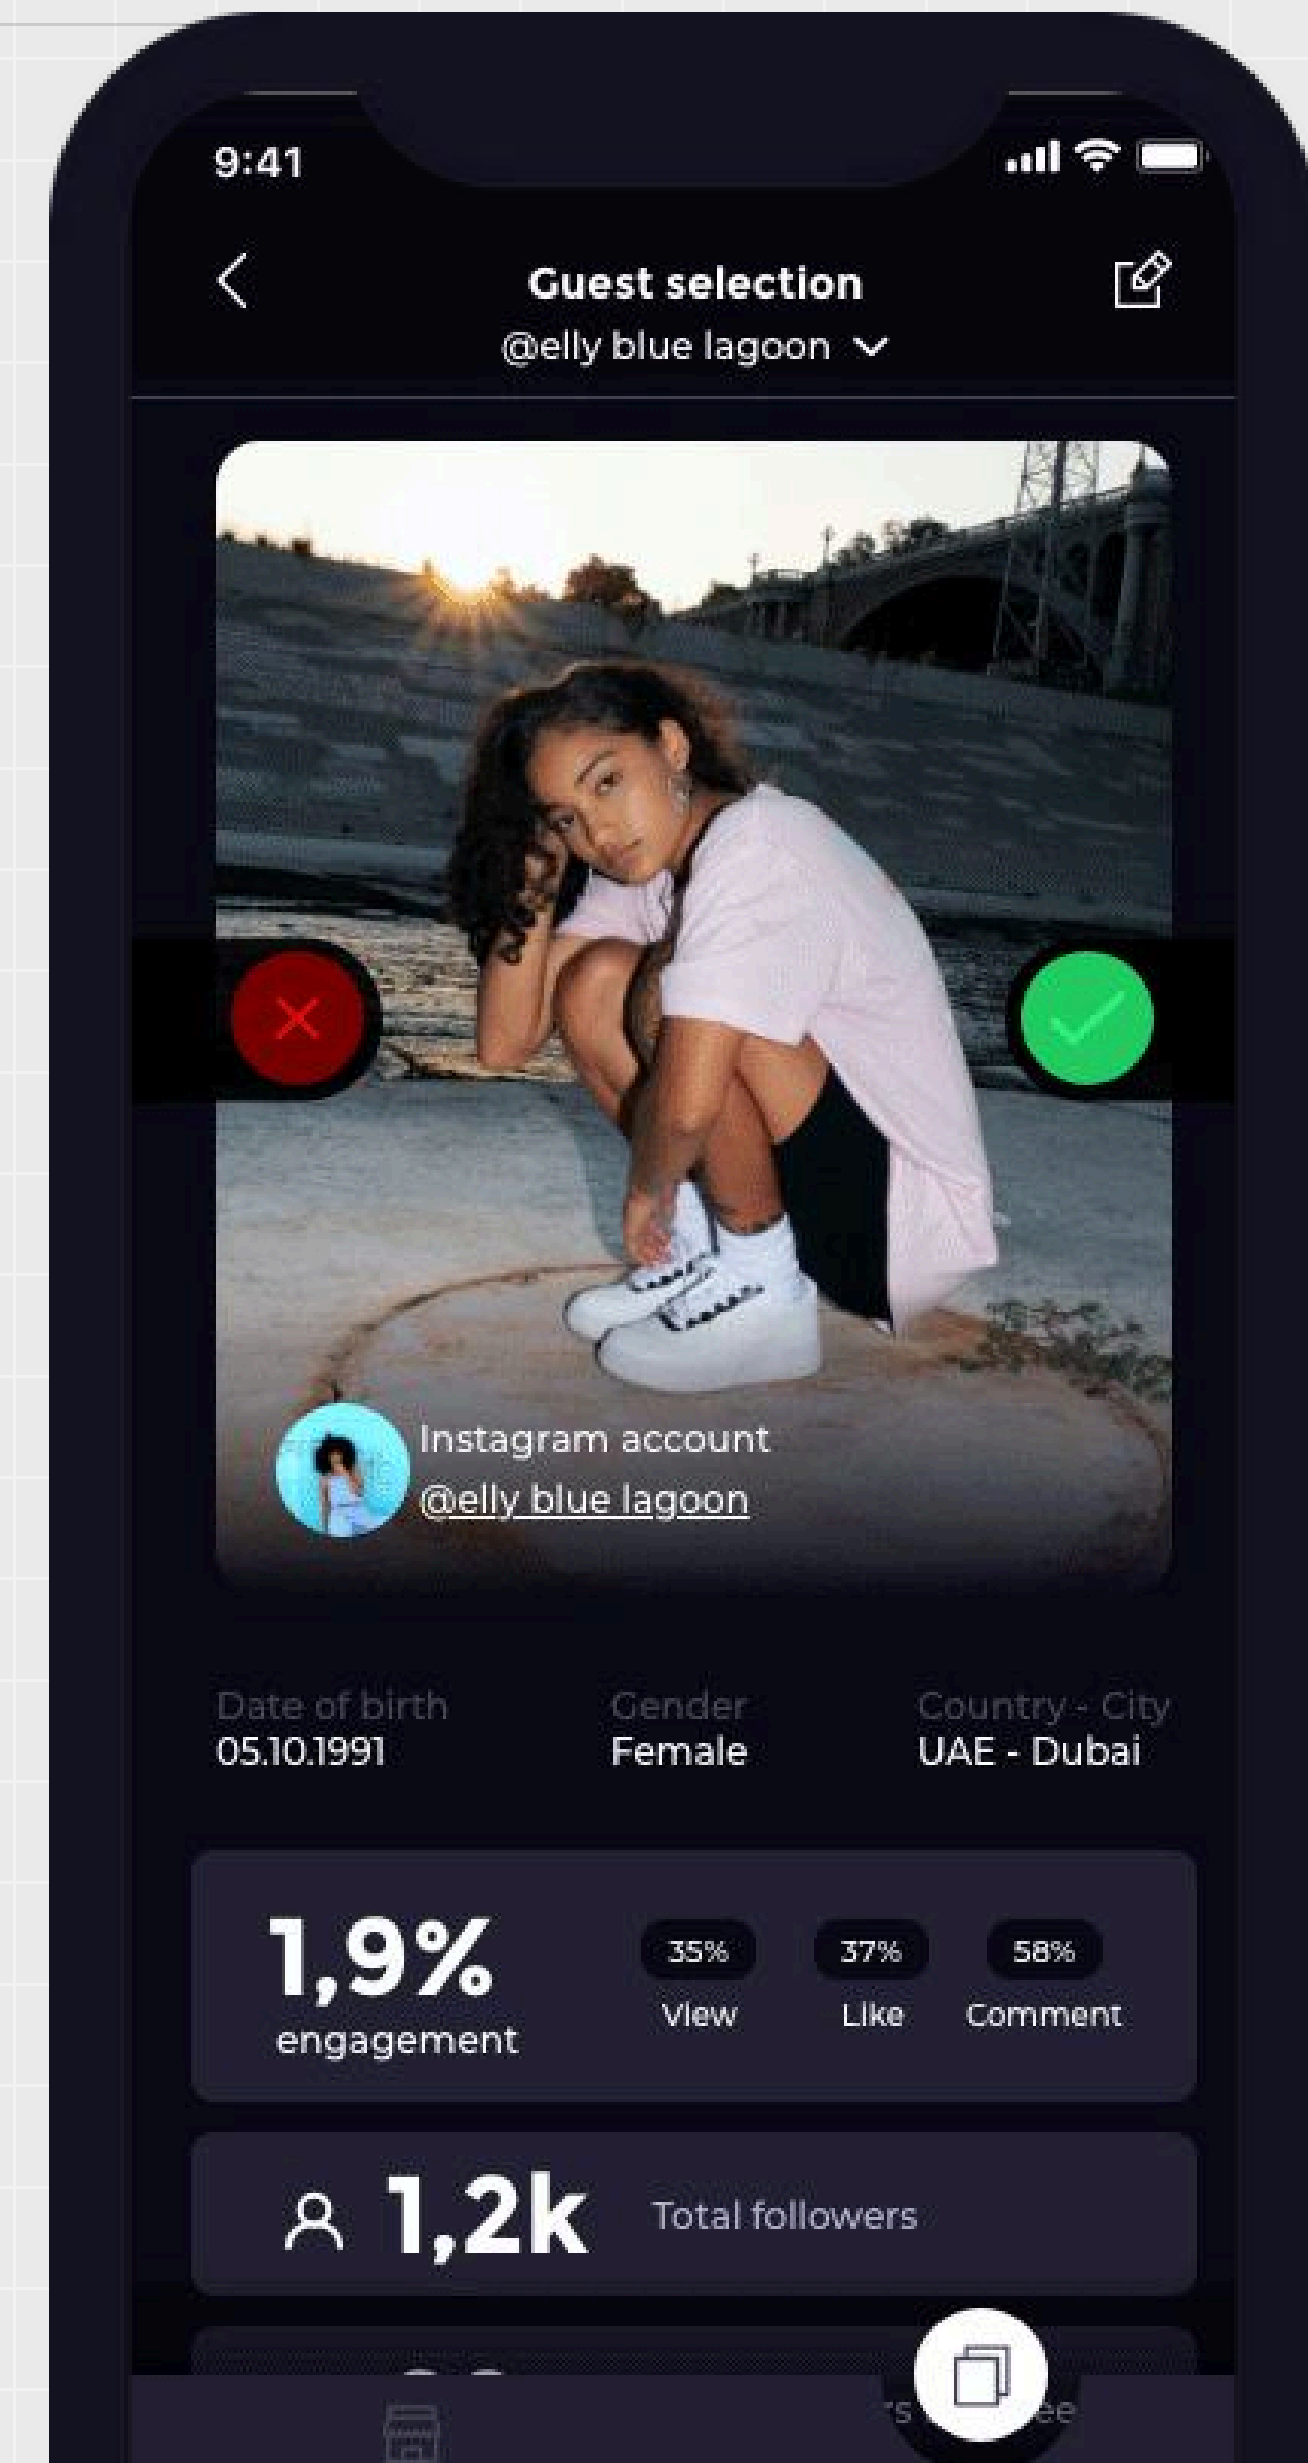 9:41
Guest selection
@elly blue lagoon
Instagram account
@elly blue lagoon
Date of birth
Gender
Country - City
05.10.1991
Female
UAE - Dubai
1,9%
engagement
35%
37%
58%
View
Like
Comment
1,2k
Total followers